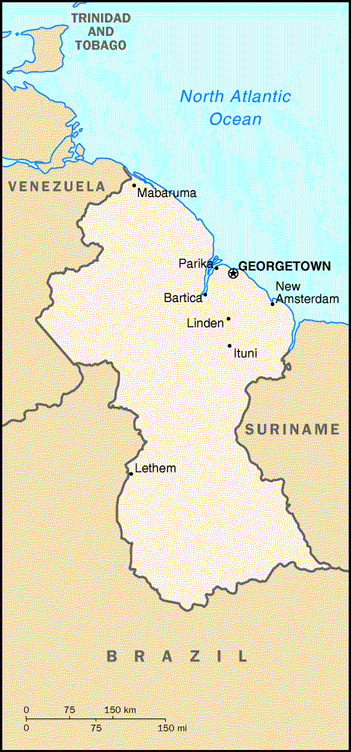 TRINIDAD
AND
TOBAGO
North Atlantic
Ocean
VENEZUELA
Mabaruma
Parika
GEORGETOWN
Bartica
New
Amsterdam
Linden
Ituni
SURINAME
Lethem
BRAZIL
0 75 150 km
0 75 150 mi